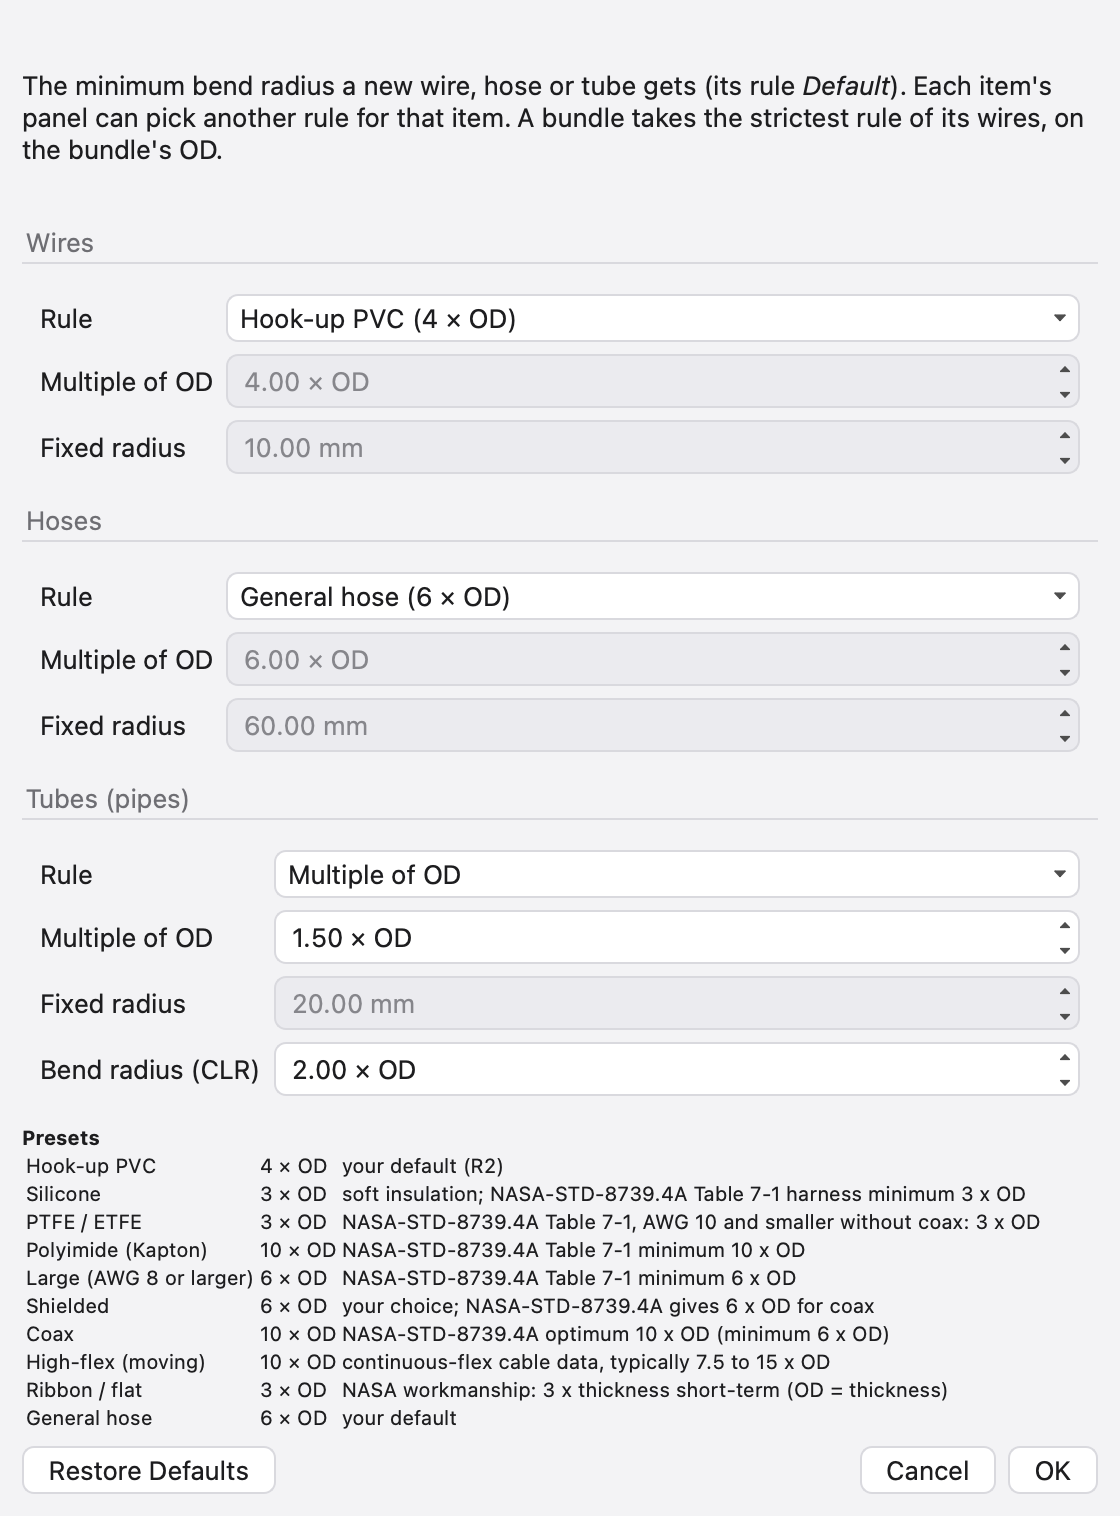 The minimum bend radius a new wire, hose or tube gets (its rule Default). Each item's
panel can pick another rule for that item. A bundle takes the strictest rule of its wires, on
the bundle's OD.
Wires
Rule Hook-up PVC (4 × OD)
Multiple of OD 4.00 × OD
Fixed radius 10.00 mm
Hoses
Rule General hose (6 × OD)
Multiple of OD 6.00 × OD
Fixed radius 60.00 mm
Tubes (pipes)
Rule Multiple of OD
Multiple of OD 1.50 × OD
Fixed radius 20.00 mm
Bend radius (CLR) 2.00 × OD
Presets
Hook-up PVC 4 × OD your default (R2)
Silicone 3 × OD soft insulation; NASA-STD-8739.4A Table 7-1 harness minimum 3 x OD
PTFE / ETFE 3 × OD NASA-STD-8739.4A Table 7-1, AWG 10 and smaller without coax: 3 x OD
Polyimide (Kapton) 10 × OD NASA-STD-8739.4A Table 7-1 minimum 10 x OD
Large (AWG 8 or larger) 6 × OD NASA-STD-8739.4A Table 7-1 minimum 6 x OD
Shielded 6 × OD your choice; NASA-STD-8739.4A gives 6 x OD for coax
Coax 10 × OD NASA-STD-8739.4A optimum 10 x OD (minimum 6 x OD)
High-flex (moving) 10 × OD continuous-flex cable data, typically 7.5 to 15 x OD
Ribbon / flat 3 × OD NASA workmanship: 3 x thickness short-term (OD = thickness)
General hose 6 × OD your default
Restore Defaults Cancel OK